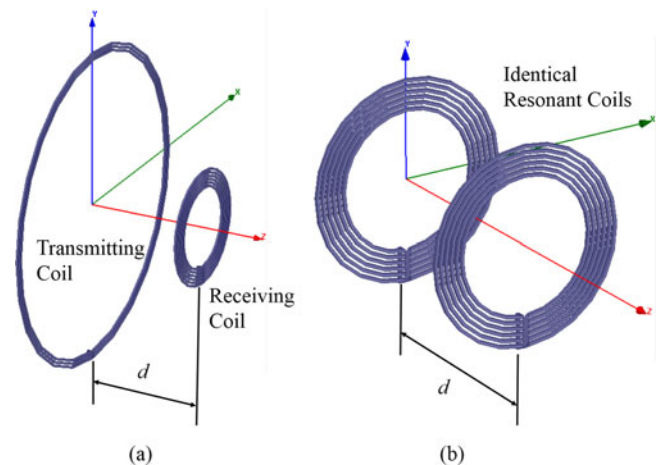 Y
X
Z
Transmitting
Coil
Receiving
Coil
d
(a)
Y
Identical
Resonant Coils
X
Z
d
(b)